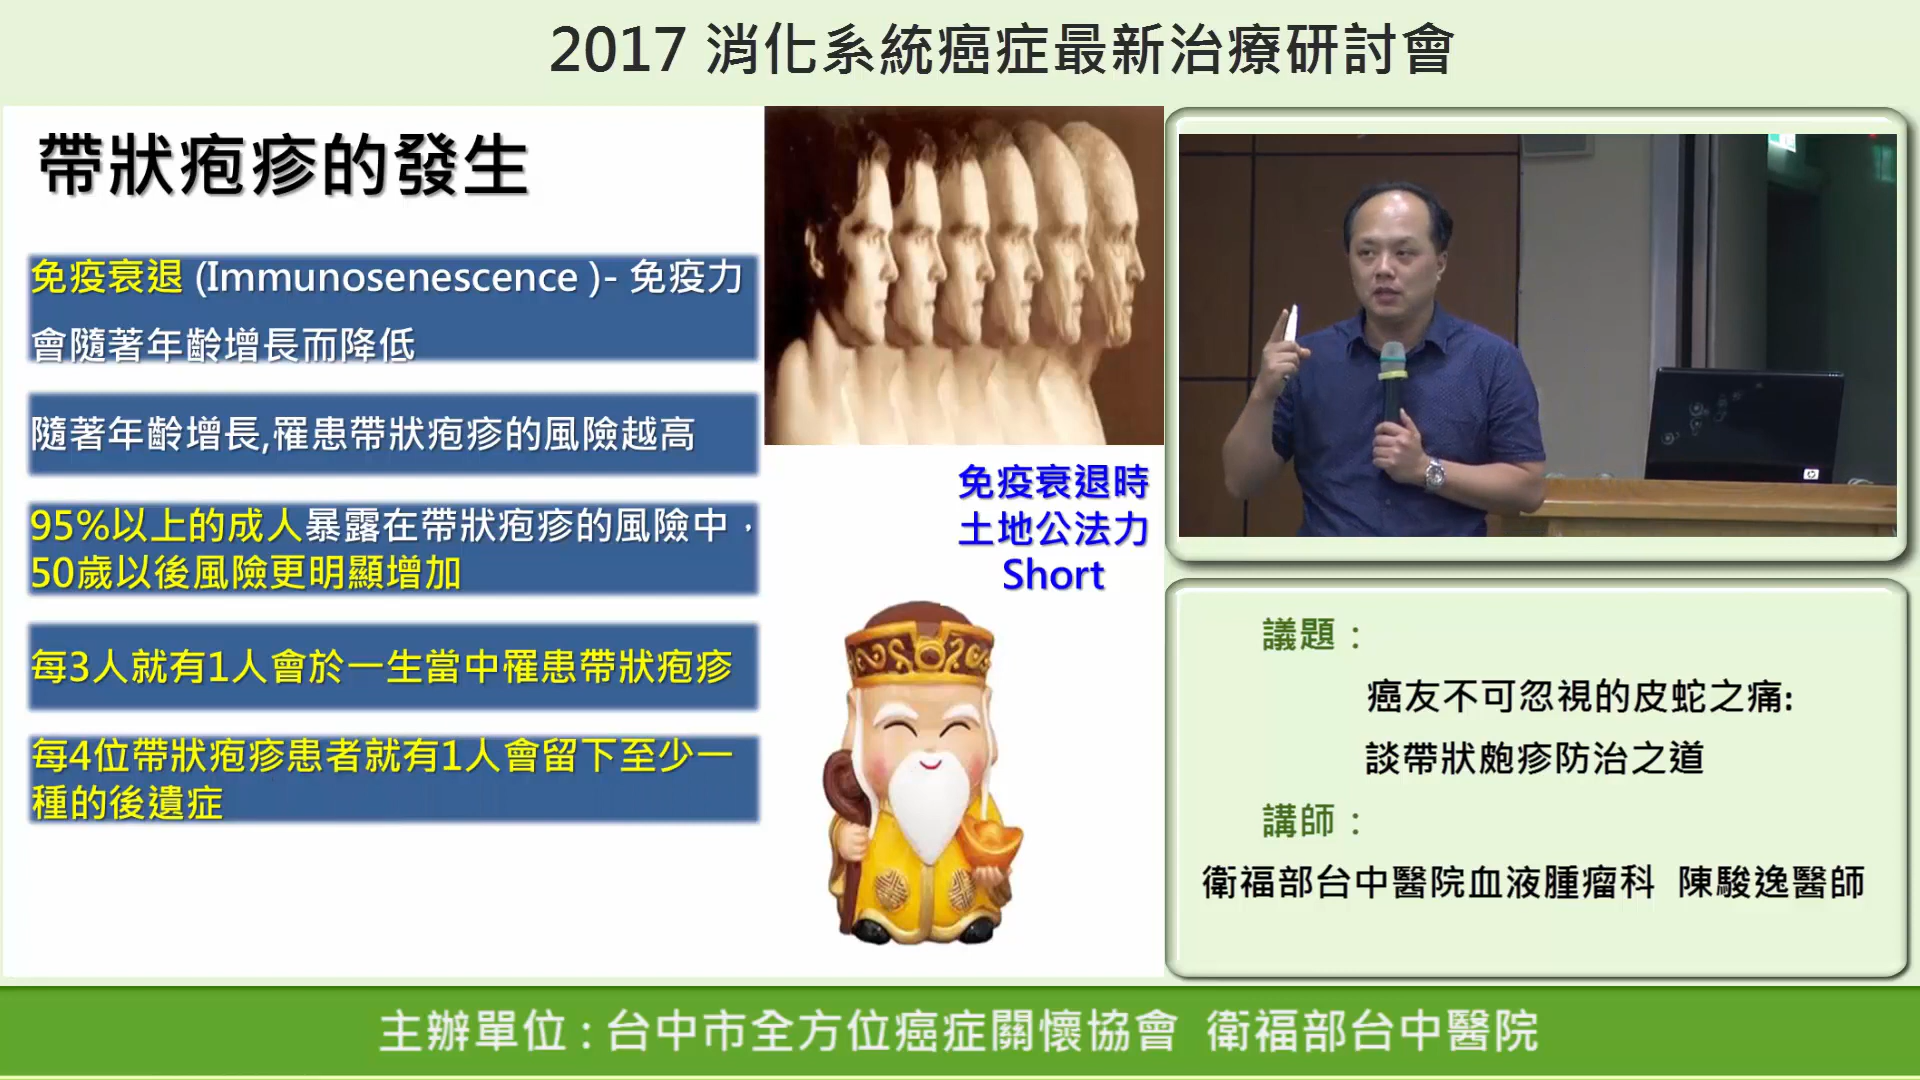 2017 消化系統癌症最新治療研討會
帶狀疱疹的發生
免疫衰退 (Immunosenescence )- 免疫力
會隨著年齡增長而降低
隨著年齡增長,罹患帶狀疱疹的風險越高
95%以上的成人暴露在帶狀疱疹的風險中，
50歲以後風險更明顯增加
每3人就有1人會於一生當中罹患帶狀疱疹
每4位帶狀疱疹患者就有1人會留下至少一
種的後遺症
免疫衰退時
土地公法力
Short
議題：
癌友不可忽視的皮蛇之痛:
談帶狀皰疹防治之道
講師：
衛福部台中醫院血液腫瘤科 陳駿逸醫師
主辦單位 : 台中市全方位癌症關懷協會 衛福部台中醫院